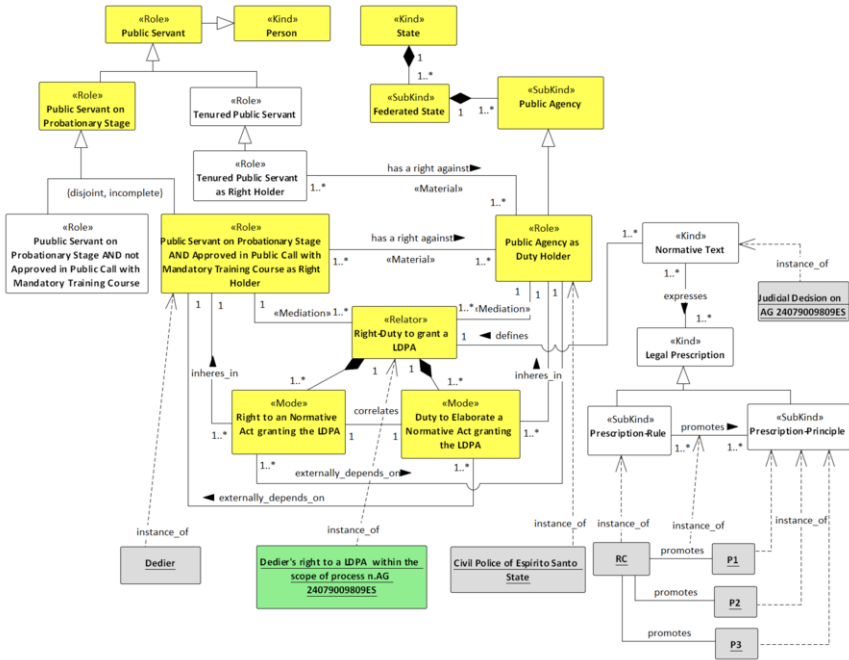 «Role»
Public Servant
«Kind»
Person
«Kind»
State
1
1..*
«SubKind»
Federated State
1
1..*
«SubKind»
Public Agency
«Role»
Public Servant on
Probationary Stage
«Role»
Tenured Public Servant
«Role»
Tenured Public Servant
as Right Holder
1..*
has a right against
«Material»
1..*
(disjoint, incomplete)
«Role»
Puublic Servant on
Probationary Stage AND not
Approved in Public Call with
Mandatory Training Course
«Role»
Public Servant on Probationary Stage
AND Approved in Public Call with
Mandatory Training Course as Right
Holder
1..*
has a right against
«Material»
1..*
«Role»
Public Agency as
Duty Holder
1..*
«Kind»
Normative Text
instance_of
Judicial Decision on
AG 24079009809ES
1..*
expresses
1..*
«Kind»
Legal Prescription
1
1
1
«Mediation»
1..*
«Relator»
Right-Duty to grant a
LDPA
1..*
«Mediation»
1
1
1
1
defines
inheres_in
inheres_in
1..*
1
1
1..*
«Mode»
Right to an Normative
Act granting the LDPA
1..*
1..*
correlates
1
1
«Mode»
Duty to Elaborate a
Normative Act granting
the LDPA
1..*
1..*
externally_depends_on
externally_depends_on
«SubKind»
Prescription-Rule
promotes
1..*
1..*
«SubKind»
Prescription-Principle
instance_of
instance_of
instance_of
instance_of
instance_of
instance_of
Dedier
Dedier's right to a LDPA within the
scope of process n.AG
24079009809ES
Civil Police of Espírito Santo
State
RC
promotes
P1
promotes
P2
promotes
P3